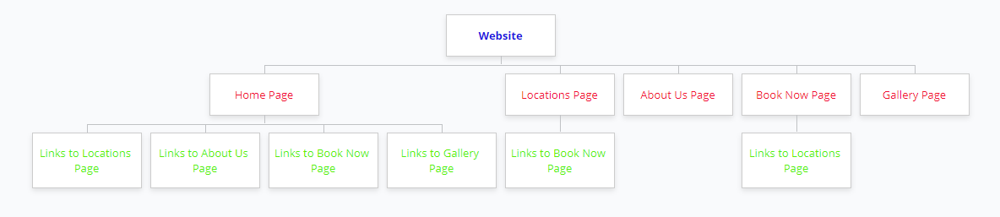 Website
Home Page
Locations Page
About Us Page
Book Now Page
Gallery Page
Links to Locations
Page
Links to About Us
Page
Links to Book Now
Page
Links to Gallery
Page
Links to Book Now
Page
Links to Locations
Page